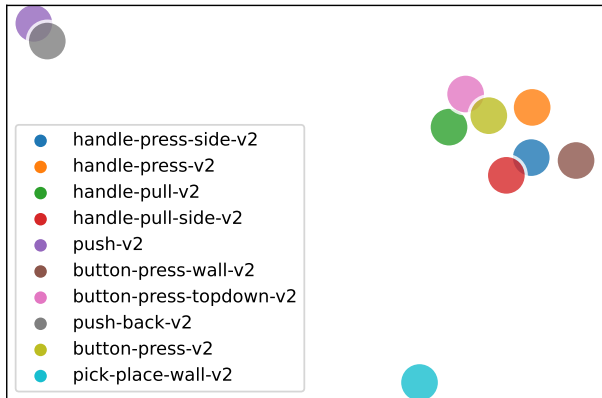 handle-press-side-v2
handle-press-v2
handle-pull-v2
handle-pull-side-v2
push-v2
button-press-wall-v2
button-press-topdown-v2
push-back-v2
button-press-v2
pick-place-wall-v2